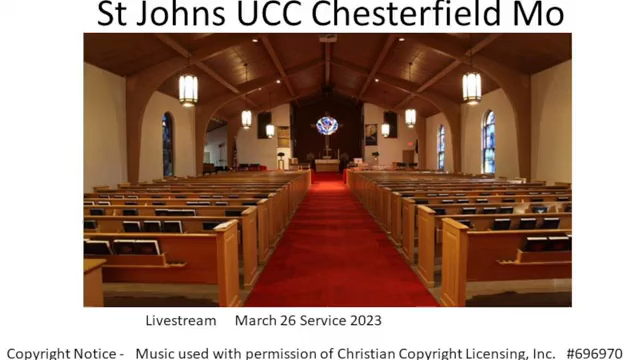 St Johns UCC Chesterfield Mo
Livestream March 26 Service 2023
Copyright Notice - Music used with permission of Christian Copyright Licensing, Inc. #696970